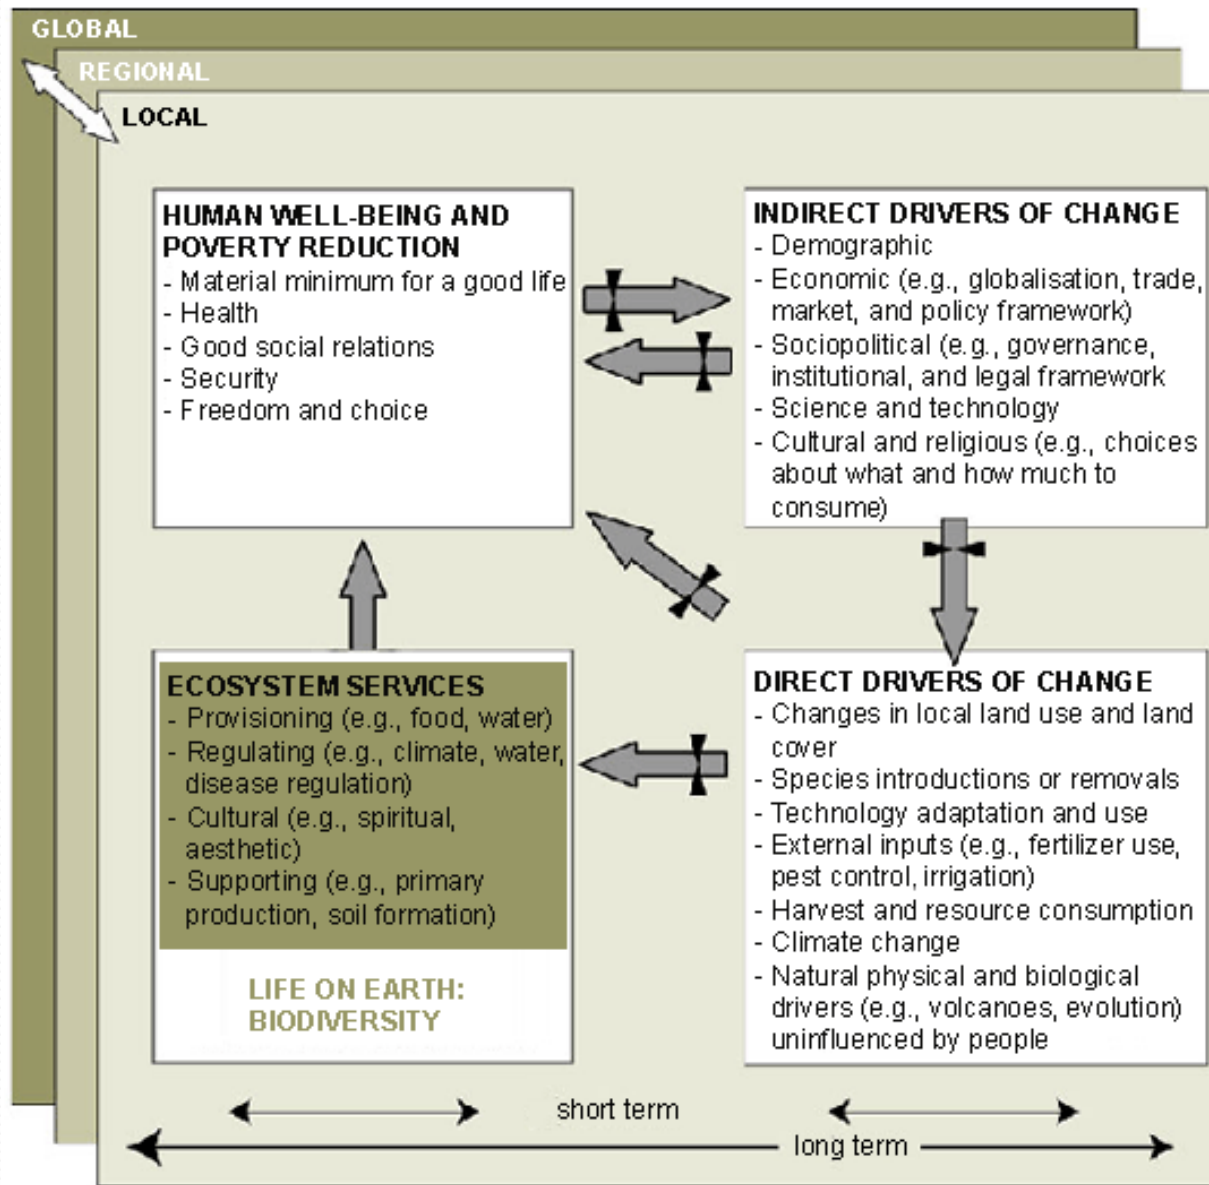 GLOBAL
REGIONAL
LOCAL
HUMAN WELL-BEING AND
POVERTY REDUCTION
- Material minimum for a good life
- Health
- Good social relations
- Security
- Freedom and choice
INDIRECT DRIVERS OF CHANGE
- Demographic
- Economic (e.g., globalisation, trade,
market, and policy framework)
- Sociopolitical (e.g., governance,
institutional, and legal framework
- Science and technology
- Cultural and religious (e.g., choices
about what and how much to
consume)
ECOSYSTEM SERVICES
- Provisioning (e.g., food, water)
- Regulating (e.g., climate, water,
disease regulation)
- Cultural (e.g., spiritual,
aesthetic)
- Supporting (e.g., primary
production, soil formation)
LIFE ON EARTH:
BIODIVERSITY
DIRECT DRIVERS OF CHANGE
- Changes in local land use and land
cover
- Species introductions or removals
- Technology adaptation and use
- External inputs (e.g., fertilizer use,
pest control, irrigation)
- Harvest and resource consumption
- Climate change
- Natural physical and biological
drivers (e.g., volcanoes, evolution)
uninfluenced by people
short term
long term